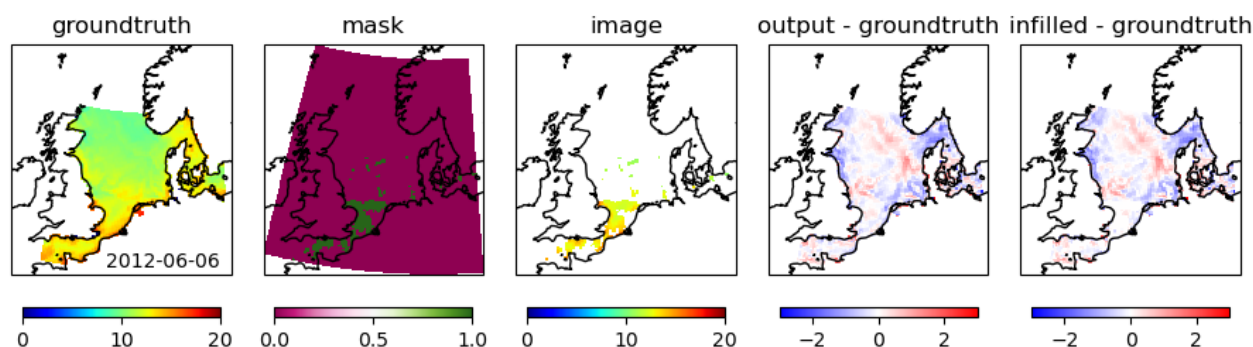 groundtruth mask image output - groundtruth infilled - groundtruth
2012-06-06
0 10 20 0.0 0.5 1.0 0 10 20 −2 0 2 −2 0 2